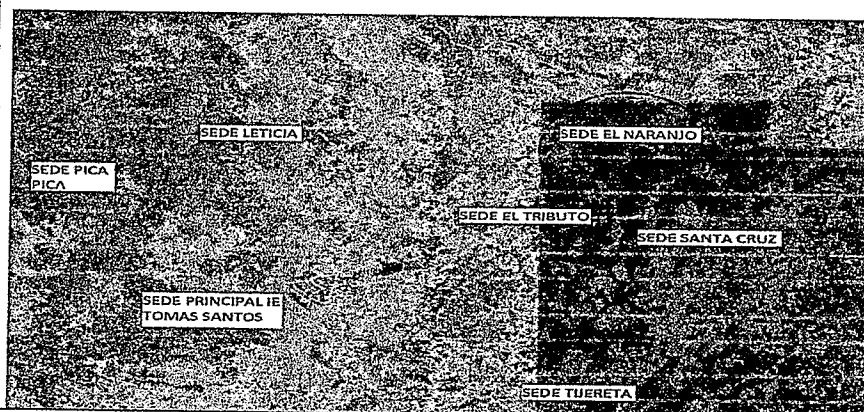 SEDE LETICIA
SEDE EL NARANJO
SEDE PICA
PICA
SEDE EL TRIBUTO
SEDE SANTA CRUZ
SEDE PRINCIPAL IE
TOMAS SANTOS
SEDE TIJERETA